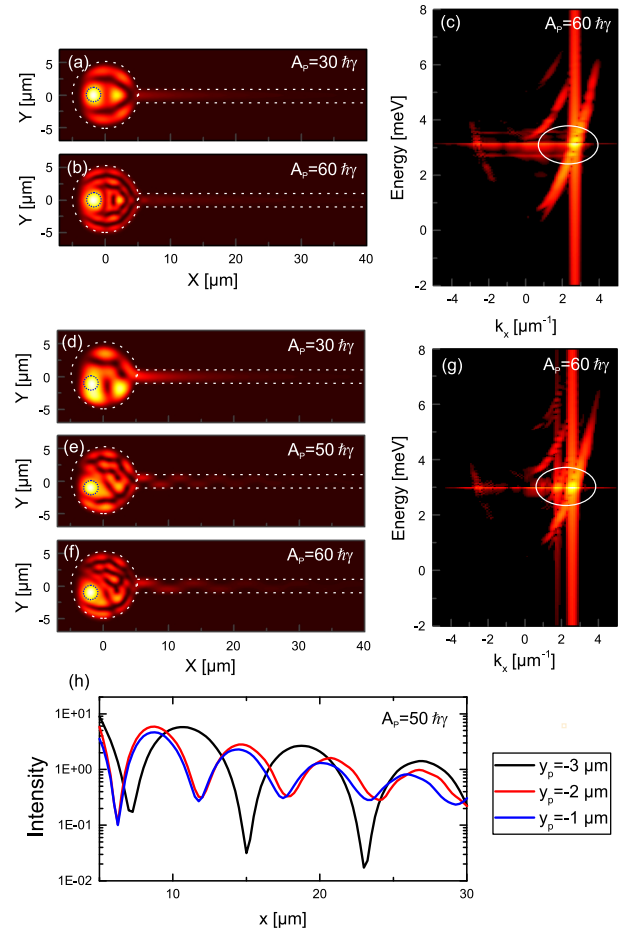 (a)
A_P=30 ℏγ
Y [μm]
5
0
-5
(b)
A_P=60 ℏγ
Y [μm]
5
0
-5
0
10
20
30
40
X [μm]
(c)
A_P=60 ℏγ
Energy [meV]
8
6
4
2
0
-2
-4
-2
0
2
4
k_x [μm⁻¹]
(d)
A_P=30 ℏγ
Y [μm]
5
0
-5
(e)
A_P=50 ℏγ
Y [μm]
5
0
-5
(f)
A_P=60 ℏγ
Y [μm]
5
0
-5
0
10
20
30
40
X [μm]
(g)
A_P=60 ℏγ
Energy [meV]
8
6
4
2
0
-2
-4
-2
0
2
4
k_x [μm⁻¹]
(h)
A_P=50 ℏγ
Intensity
1E+01
1E+00
1E-01
1E-02
10
15
20
25
30
x [μm]
y_p=-3 μm
y_p=-2 μm
y_p=-1 μm